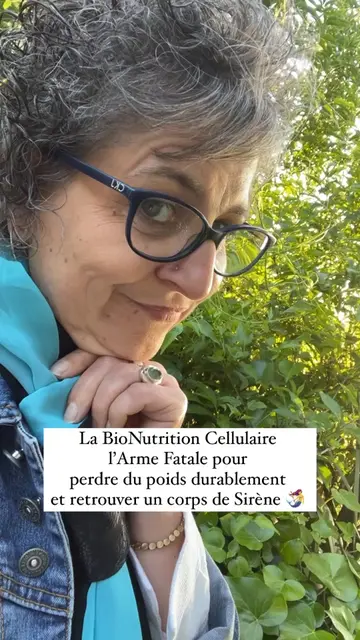 La BioNutrition Cellulaire
l'Arme Fatale pour
perdre du poids durablement
et retrouver un corps de Sirène 🧜‍♀️